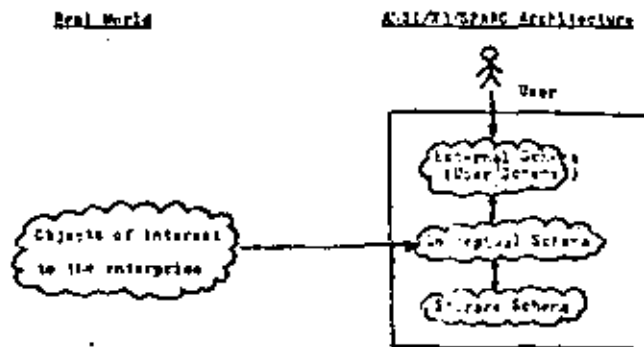 Real World
ANSI/X3/SPARC Architecture
User
External Schema
(User Schema)
Objects of interest
to the enterprise
Conceptual Schema
Storage Schema